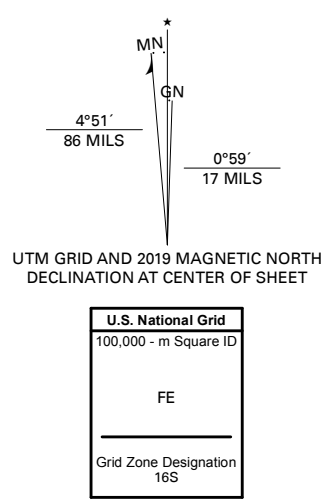 MN
GN
4°51´
86 MILS
0°59´
17 MILS
UTM GRID AND 2019 MAGNETIC NORTH
DECLINATION AT CENTER OF SHEET
U.S. National Grid
100,000 - m Square ID
FE
Grid Zone Designation
16S